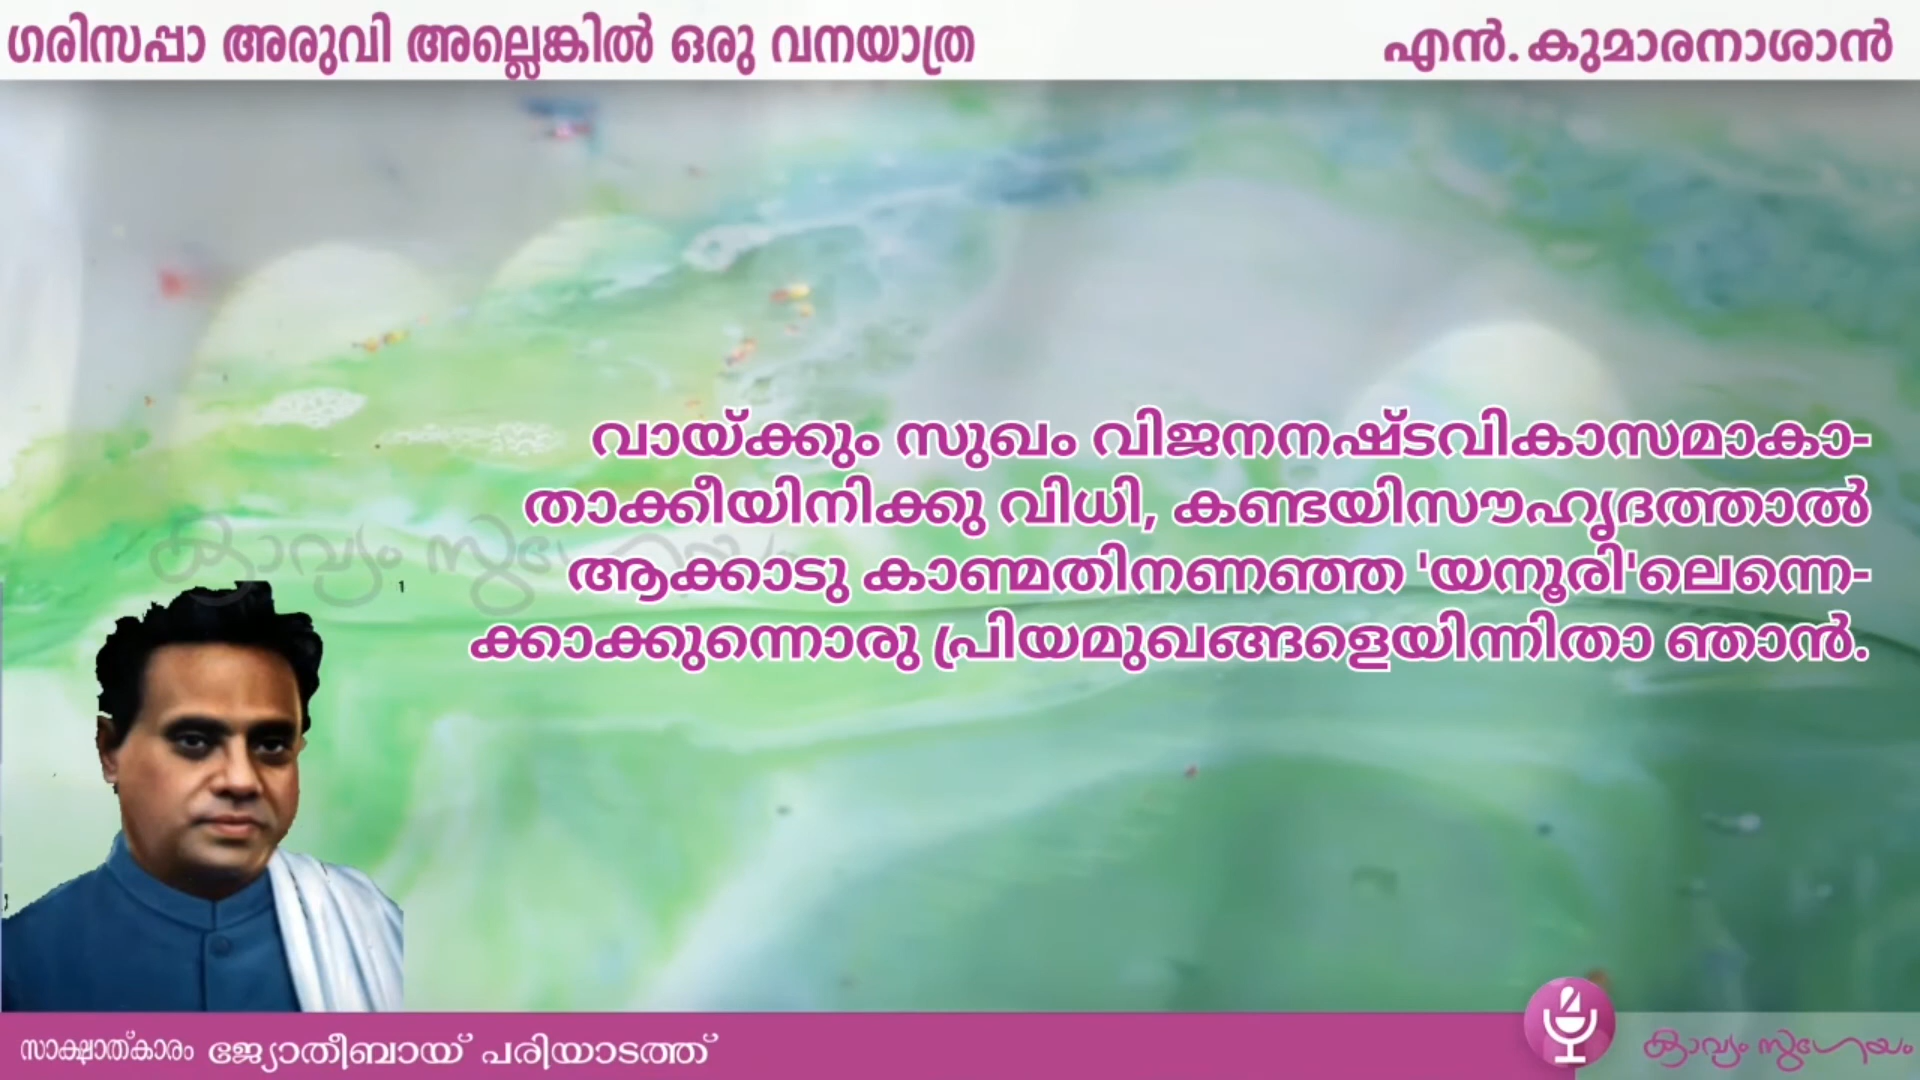 ഗരിസപ്പാ അരുവി അല്ലെങ്കിൽ ഒരു വനയാത്ര
എൻ.കുമാരനാശാൻ
വായ്ക്കും സുഖം വിജനനഷ്ടവികാസമാകാ-
താക്കീയിനിക്കു വിധി, കണ്ടയിസൗഹൃദത്താൽ
ആക്കാടു കാണ്മതിനണഞ്ഞ 'യനൂരി'ലെന്നെ-
ക്കാക്കുന്നൊരു പ്രിയമുഖങ്ങളെയിന്നിതാ ഞാൻ.
കാവ്യം സുഗേയം
സാക്ഷാത്കാരം ജ്യോതീബായ് പരിയാടത്ത്
കാവ്യം സുഗേയം